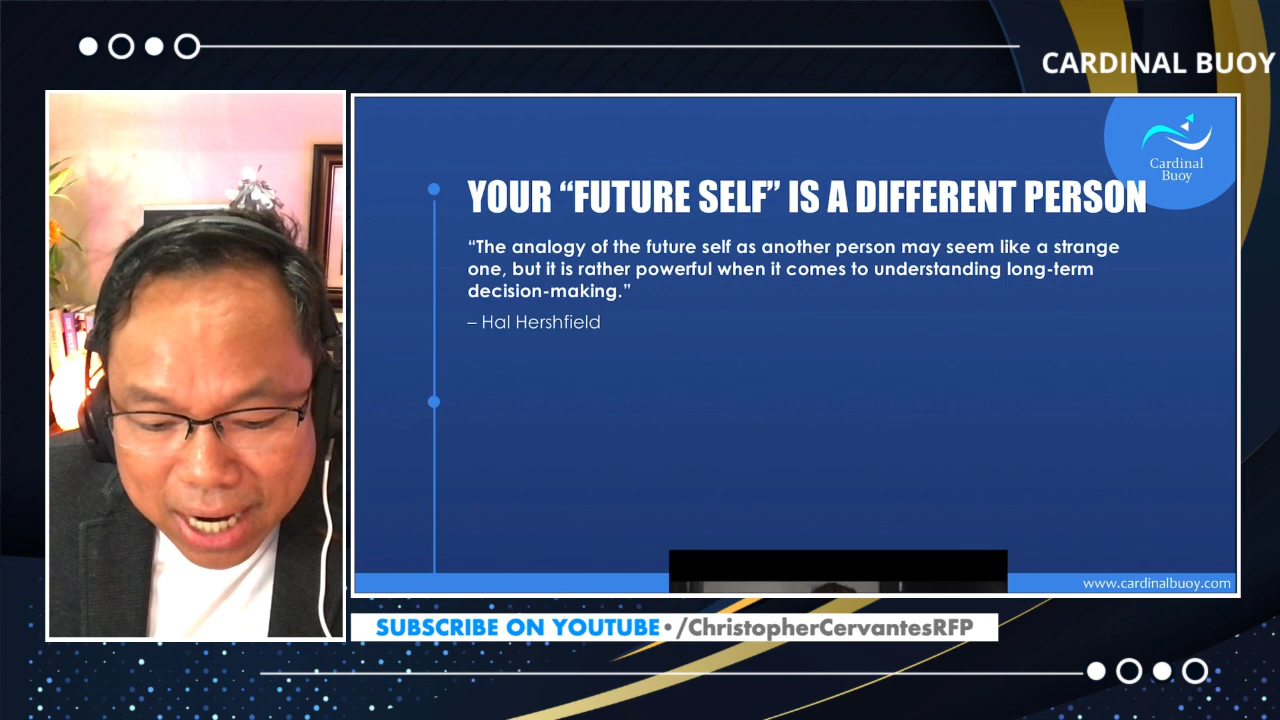 CARDINAL BUOY
Cardinal
Buoy
YOUR “FUTURE SELF” IS A DIFFERENT PERSON
“The analogy of the future self as another person may seem like a strange
one, but it is rather powerful when it comes to understanding long-term
decision-making.”
– Hal Hershfield
www.cardinalbuoy.com
SUBSCRIBE ON YOUTUBE • /ChristopherCervantesRFP